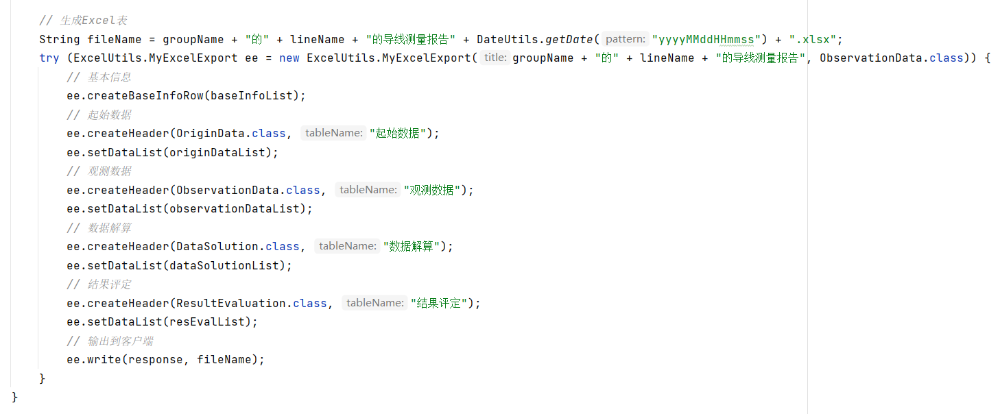 // 生成Excel表
String fileName = groupName + "的" + lineName + "的导线测量报告" + DateUtils.getDate( pattern: "yyyyMMddHHmmss") + ".xlsx";
try (ExcelUtils.MyExcelExport ee = new ExcelUtils.MyExcelExport( title: groupName + "的" + lineName + "的导线测量报告", ObservationData.class)) {
// 基本信息
ee.createBaseInfoRow(baseInfoList);
// 起始数据
ee.createHeader(OriginData.class, tableName: "起始数据");
ee.setDataList(originDataList);
// 观测数据
ee.createHeader(ObservationData.class, tableName: "观测数据");
ee.setDataList(observationDataList);
// 数据解算
ee.createHeader(DataSolution.class, tableName: "数据解算");
ee.setDataList(dataSolutionList);
// 结果评定
ee.createHeader(ResultEvaluation.class, tableName: "结果评定");
ee.setDataList(resEvalList);
// 输出到客户端
ee.write(response, fileName);
}
}